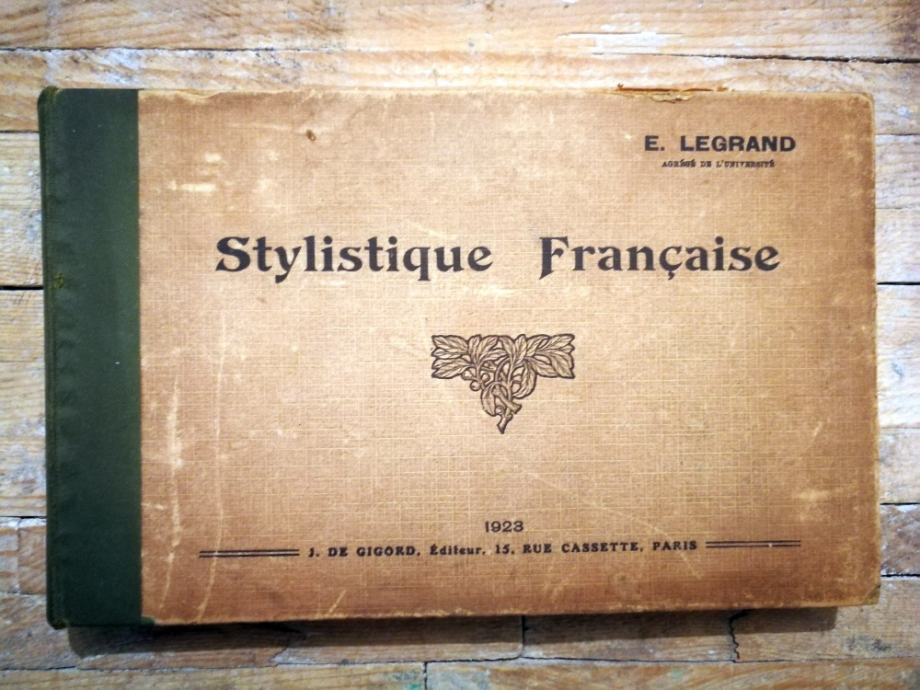 E. LEGRAND
AGRÉGÉ DE L'UNIVERSITÉ
Stylistique Française
1923
J. DE GIGORD, Éditeur, 15, RUE CASSETTE, PARIS